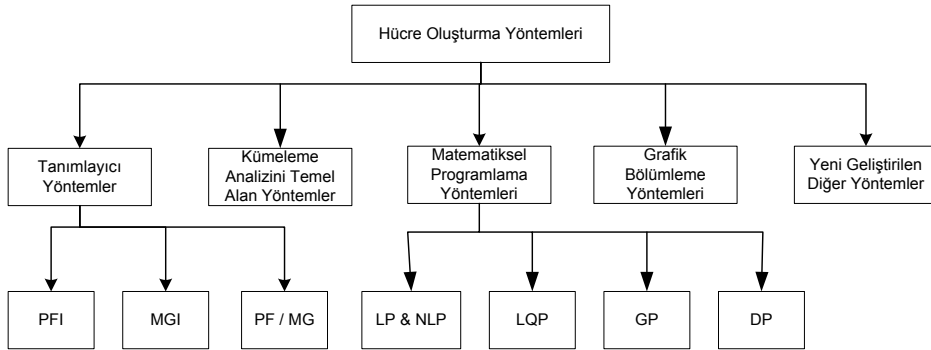 Hücre Oluşturma Yöntemleri
Tanımlayıcı
Yöntemler
Kümeleme
Analizini Temel
Alan Yöntemler
Matematiksel
Programlama
Yöntemleri
Grafik
Bölümleme
Yöntemleri
Yeni Geliştirilen
Diğer Yöntemler
PFI
MGI
PF / MG
LP & NLP
LQP
GP
DP